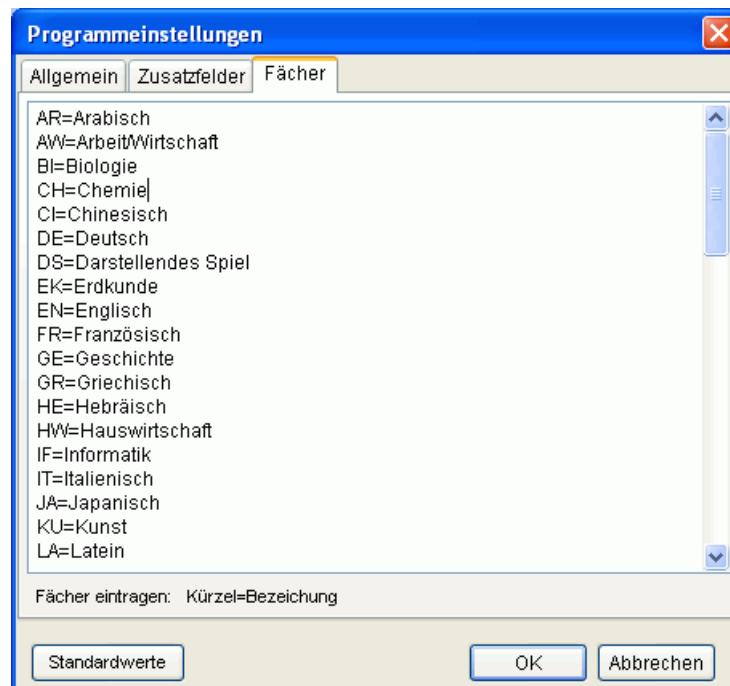 Programmeinstellungen
Allgemein Zusatzfelder Fächer
AR=Arabisch
AW=Arbeit/Wirtschaft
BI=Biologie
CH=Chemie
CI=Chinesisch
DE=Deutsch
DS=Darstellendes Spiel
EK=Erdkunde
EN=Englisch
FR=Französisch
GE=Geschichte
GR=Griechisch
HE=Hebräisch
HW=Hauswirtschaft
IF=Informatik
IT=Italienisch
JA=Japanisch
KU=Kunst
LA=Latein
Fächer eintragen: Kürzel=Bezeichung
Standardwerte OK Abbrechen